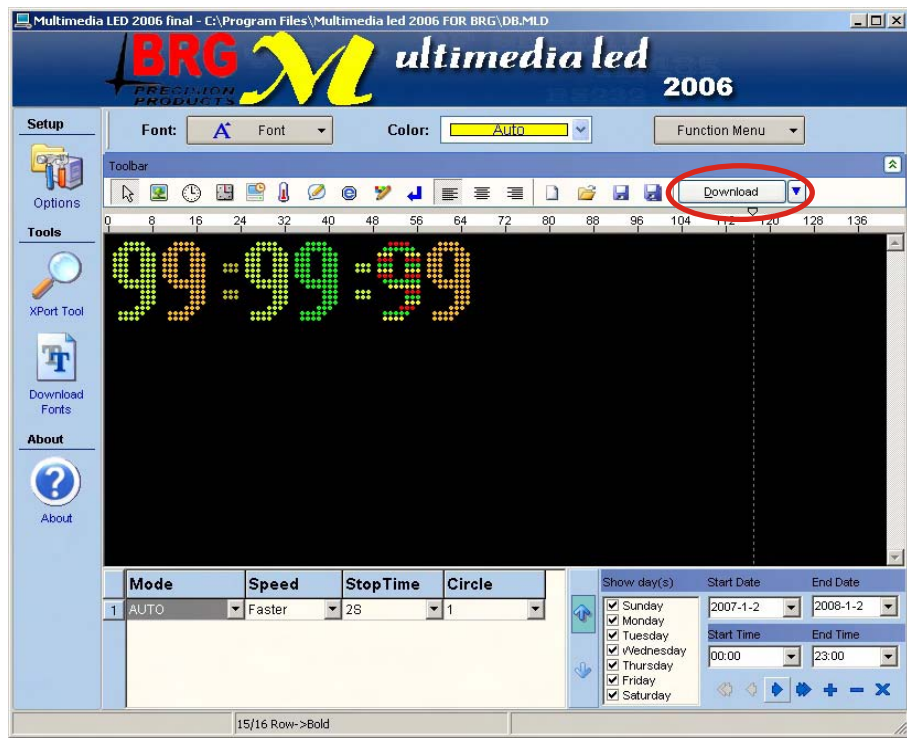 Multimedia LED 2006 final - C:\Program Files\Multimedia led 2006 FOR BRG\DB.MLD
BRG
PRECISION
PRODUCTS
Multimedia led
2006
Setup
Options
Tools
XPort Tool
Download
Fonts
About
About
Font: A Font Color: Auto Function Menu
Toolbar
Download
0 8 16 24 32 40 48 56 64 72 80 88 96 104 112 120 128 136
99:99:99
Mode Speed StopTime Circle
1 AUTO Faster 2S 1
Show day(s)
Sunday
Monday
Tuesday
Wednesday
Thursday
Friday
Saturday
Start Date End Date
2007-1-2 2008-1-2
Start Time End Time
00:00 23:00
15/16 Row->Bold